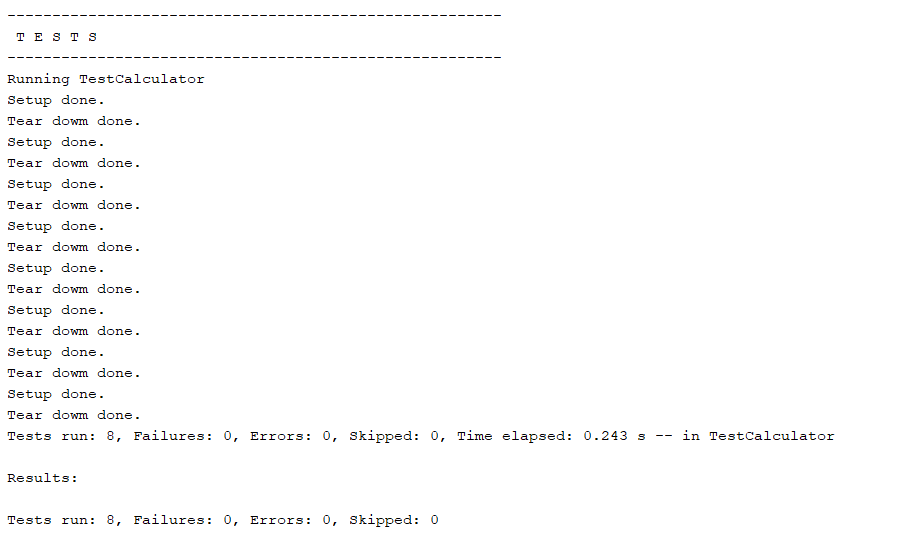 -------------------------------------------------------
T E S T S
-------------------------------------------------------
Running TestCalculator
Setup done.
Tear dowm done.
Setup done.
Tear dowm done.
Setup done.
Tear dowm done.
Setup done.
Tear dowm done.
Setup done.
Tear dowm done.
Setup done.
Tear dowm done.
Setup done.
Tear dowm done.
Setup done.
Tear dowm done.
Tests run: 8, Failures: 0, Errors: 0, Skipped: 0, Time elapsed: 0.243 s -- in TestCalculator
Results:
Tests run: 8, Failures: 0, Errors: 0, Skipped: 0